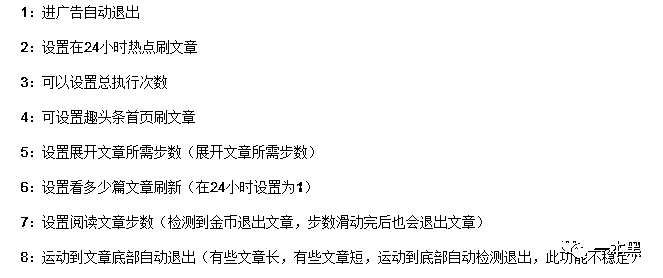 1：进广告自动退出
2：设置在24小时热点刷文章
3：可以设置总执行次数
4：可设置趣头条首页刷文章
5：设置展开文章所需步数（展开文章所需步数）
6：设置看多少篇文章刷新（在24小时设置为1）
7：设置阅读文章步数（检测到金币退出文章，步数滑动完后也会退出文章）
8：运动到文章底部自动退出（有些文章长，有些文章短，运动到底部自动检测退出，此功能不稳定